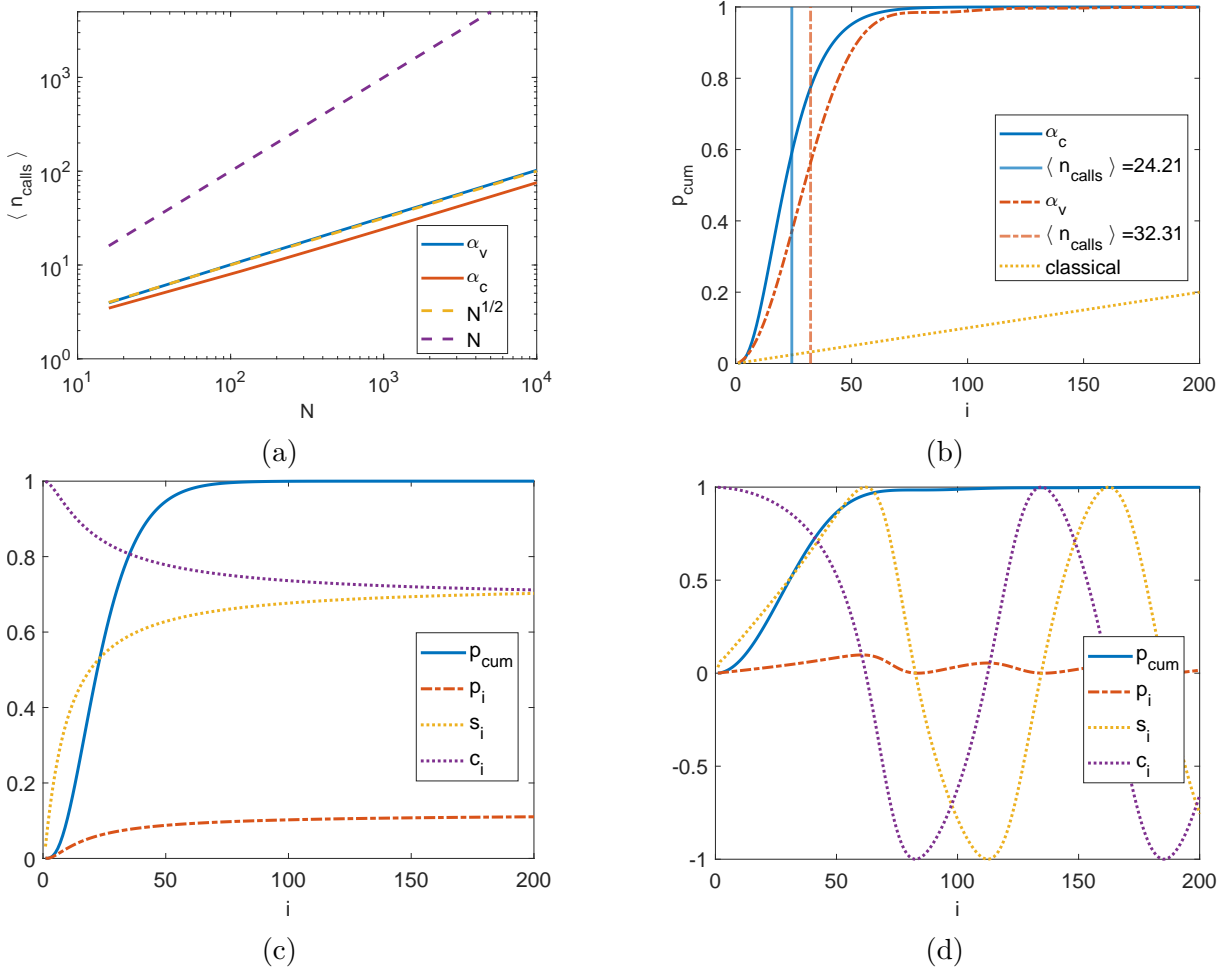 10^3
10^2
10^1
10^0
⟨ n_calls ⟩
10^1
10^2
10^3
10^4
N
α_v
α_c
N^{1/2}
N
(a)
1
0.8
0.6
0.4
0.2
0
p_cum
0
50
100
150
200
i
α_c
⟨ n_calls ⟩=24.21
α_v
⟨ n_calls ⟩=32.31
classical
(b)
1
0.8
0.6
0.4
0.2
0
0
50
100
150
200
i
p_cum
p_i
s_i
c_i
(c)
1
0.5
0
-0.5
-1
0
50
100
150
200
i
p_cum
p_i
s_i
c_i
(d)